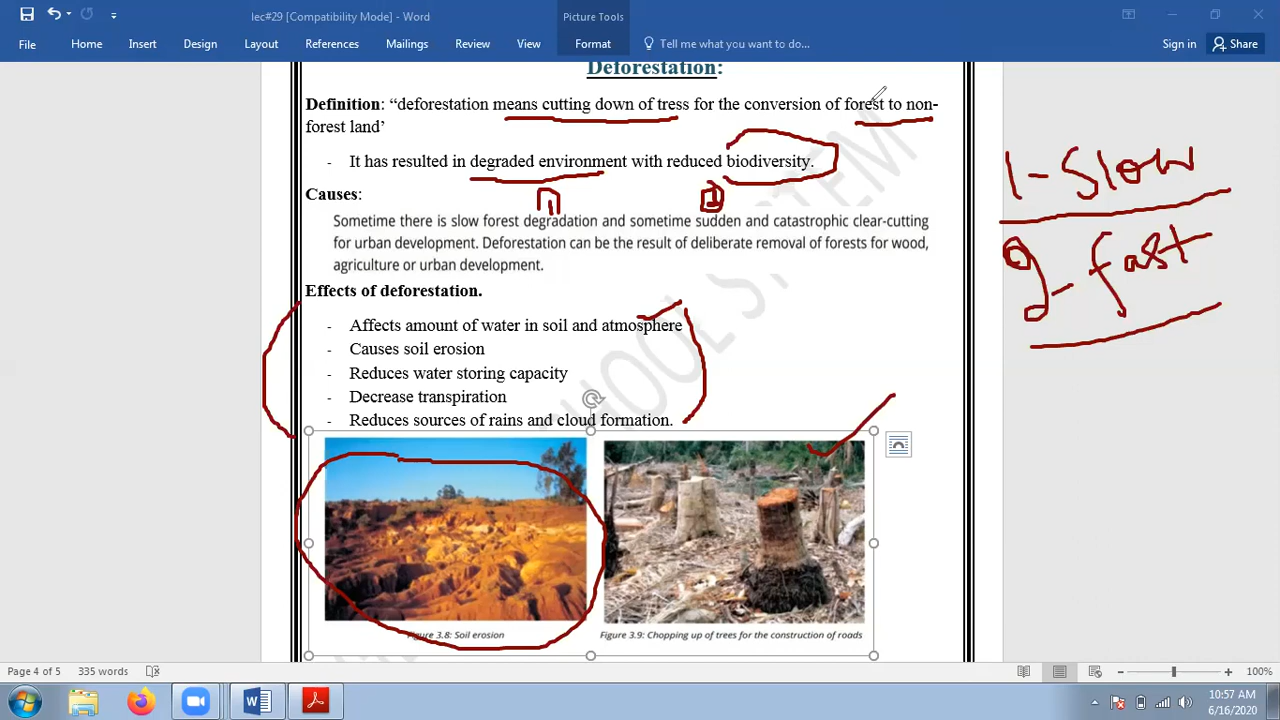 lec#29 [Compatibility Mode] - Word
Picture Tools
File Home Insert Design Layout References Mailings Review View Format Tell me what you want to do... Sign in Share
Deforestation:
Definition: “deforestation means cutting down of tress for the conversion of forest to non-
forest land’
- It has resulted in degraded environment with reduced biodiversity.
1 2
Causes:
Sometime there is slow forest degradation and sometime sudden and catastrophic clear-cutting
for urban development. Deforestation can be the result of deliberate removal of forests for wood,
agriculture or urban development.
1-Slow
2-fast
Effects of deforestation.
- Affects amount of water in soil and atmosphere
- Causes soil erosion
- Reduces water storing capacity
- Decrease transpiration
- Reduces sources of rains and cloud formation.
Figure 3.8: Soil erosion
Figure 3.9: Chopping up of trees for the construction of roads
HOOL SYSTEM
Page 4 of 5 335 words 100%
10:57 AM
6/16/2020